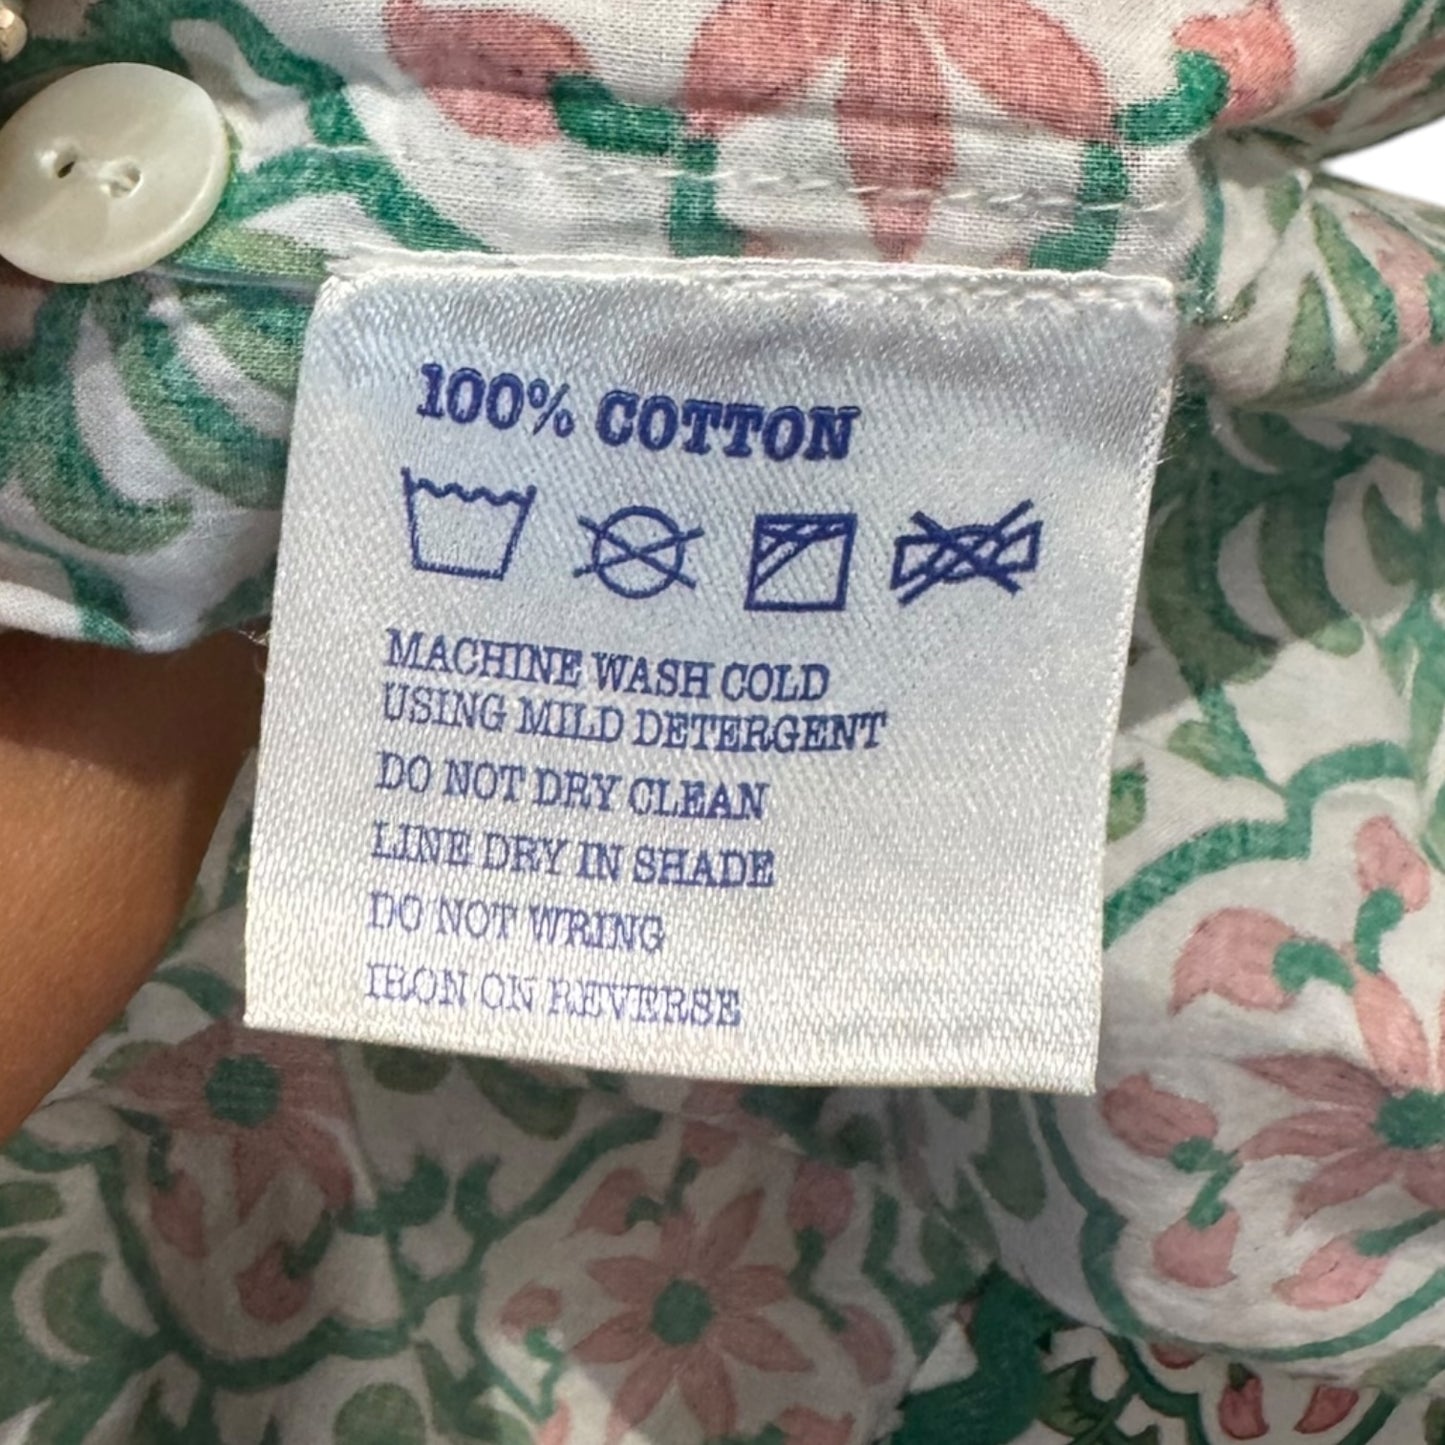 100% COTTON
MACHINE WASH COLD
USING MILD DETERGENT
DO NOT DRY CLEAN
LINE DRY IN SHADE
DO NOT WRING
IRON ON REVERSE